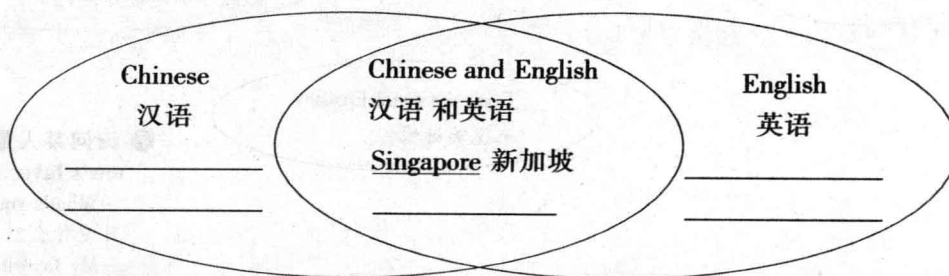 Chinese
汉语
Chinese and English
汉语 和英语
Singapore 新加坡
English
英语